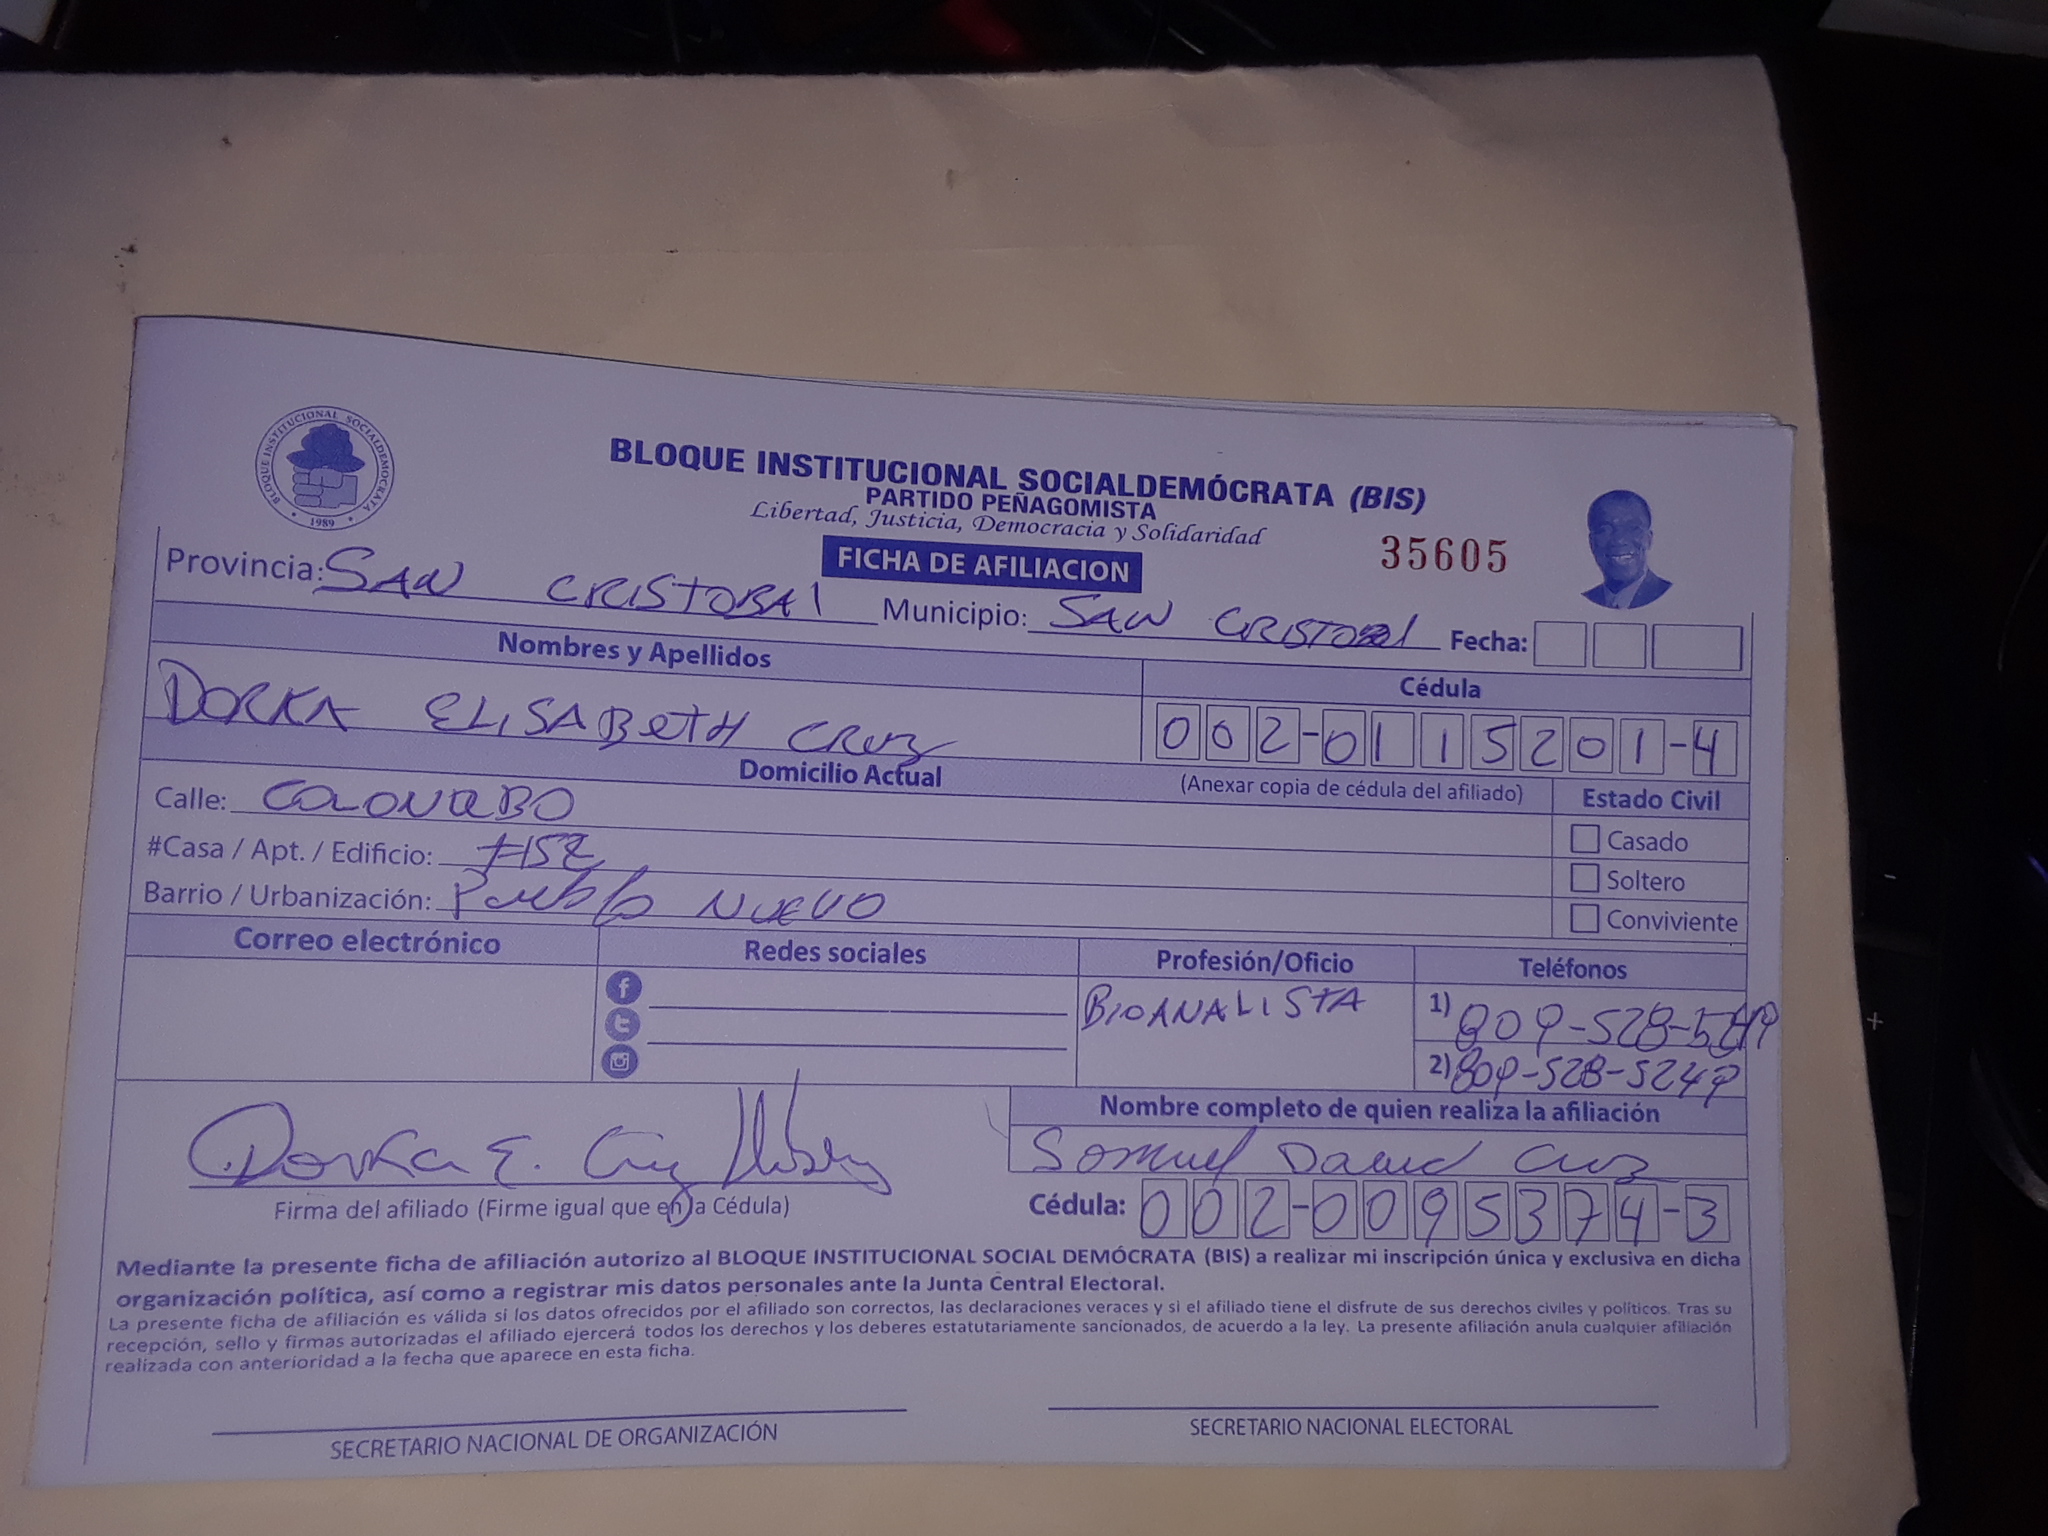 BLOQUE INSTITUCIONAL SOCIALDEMOCRATA
1989
BLOQUE INSTITUCIONAL SOCIALDEMÓCRATA (BIS)
PARTIDO PEÑAGOMISTA
Libertad, Justicia, Democracia y Solidaridad
35605
FICHA DE AFILIACION
Provincia: SAN CRISTOBAL Municipio: SAN CRISTOBAL Fecha:
Nombres y Apellidos
Cédula
DORKA ELISABETH CRUZ
002-0115201-4
Domicilio Actual
(Anexar copia de cédula del afiliado)
Estado Civil
Calle:
Casado
#Casa / Apt. / Edificio: #152
Soltero
Barrio / Urbanización: Pueblo NUEVO
Conviviente
Correo electrónico
Redes sociales
Profesión/Oficio
Teléfonos
BIOANALISTA
1) 809-528-5249
2) 809-528-5249
Nombre completo de quien realiza la afiliación
Dorka E. Cruz
Samuel David Cruz
Firma del afiliado (Firme igual que en la Cédula)
Cédula: 002-0095374-3
Mediante la presente ficha de afiliación autorizo al BLOQUE INSTITUCIONAL SOCIAL DEMÓCRATA (BIS) a realizar mi inscripción única y exclusiva en dicha
organización política, así como a registrar mis datos personales ante la Junta Central Electoral.
La presente ficha de afiliación es válida si los datos ofrecidos por el afiliado son correctos, las declaraciones veraces y si el afiliado tiene el disfrute de sus derechos civiles y políticos. Tras su
recepción, sello y firmas autorizadas el afiliado ejercerá todos los derechos y los deberes estatutariamente sancionados, de acuerdo a la ley. La presente afiliación anula cualquier afiliación
realizada con anterioridad a la fecha que aparece en esta ficha.
SECRETARIO NACIONAL DE ORGANIZACIÓN
SECRETARIO NACIONAL ELECTORAL